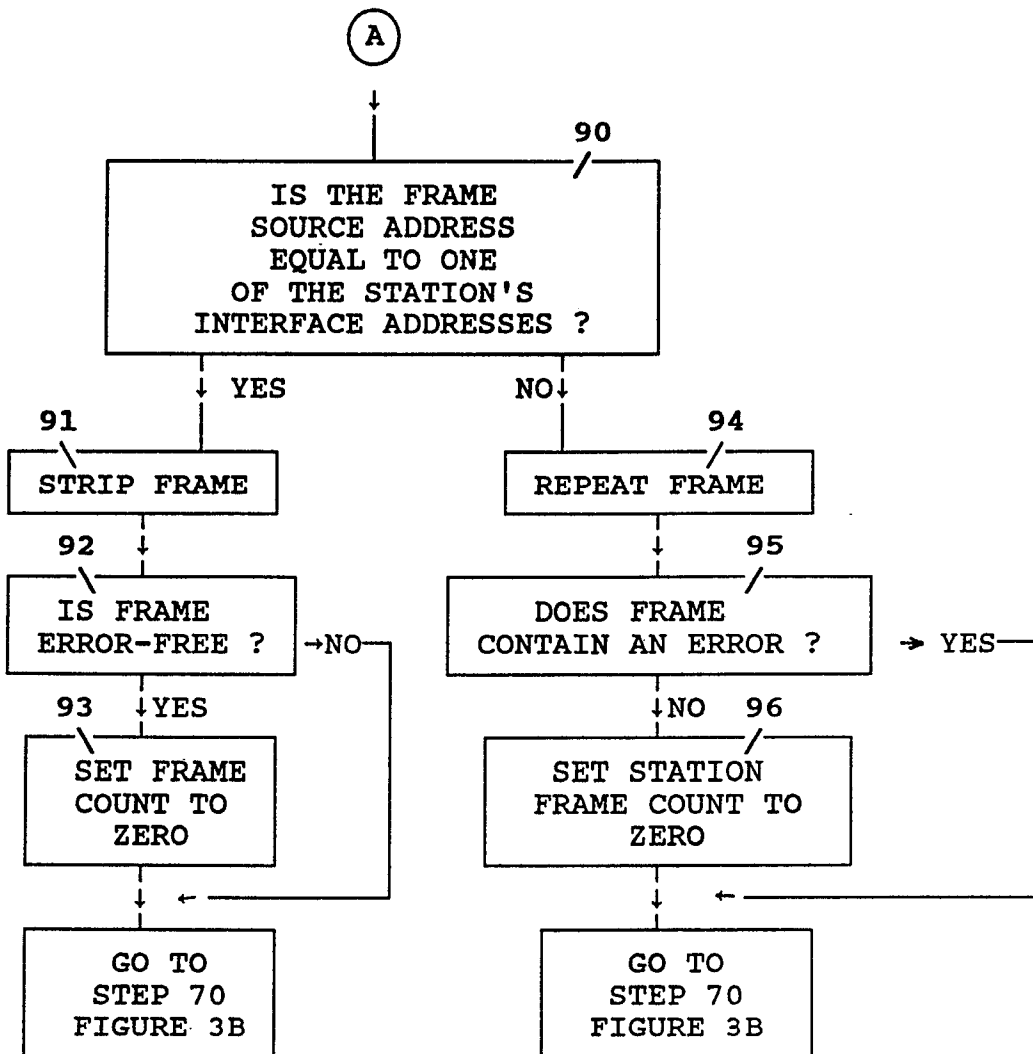 A
90
IS THE FRAME
SOURCE ADDRESS
EQUAL TO ONE
OF THE STATION'S
INTERFACE ADDRESSES ?
YES
NO
91
STRIP FRAME
94
REPEAT FRAME
92
IS FRAME
ERROR-FREE ?
NO
95
DOES FRAME
CONTAIN AN ERROR ?
YES
YES
93
SET FRAME
COUNT TO
ZERO
NO
96
SET STATION
FRAME COUNT TO
ZERO
GO TO
STEP 70
FIGURE 3B
GO TO
STEP 70
FIGURE 3B